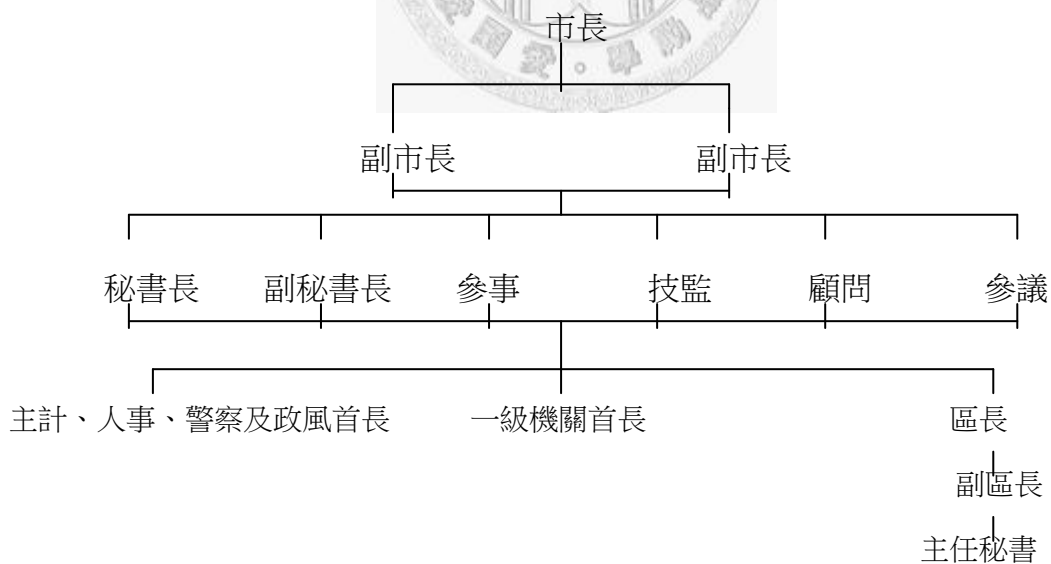 市長
副市長 副市長
秘書長 副秘書長 參事 技監 顧問 參議
主計、人事、警察及政風首長 一級機關首長 區長
副區長
主任秘書